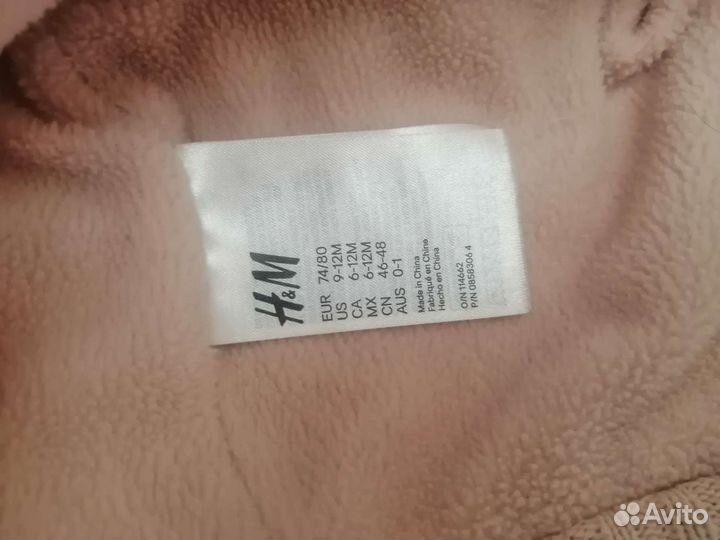 H&M
EUR 74/80
US 9-12M
CA 6-12M
MX 6-12M
CN 46-48
AUS 0-1
Made in China
Fabriqué en Chine
Hecho en China
O/N 114662
P/N 0858306 4
Avito